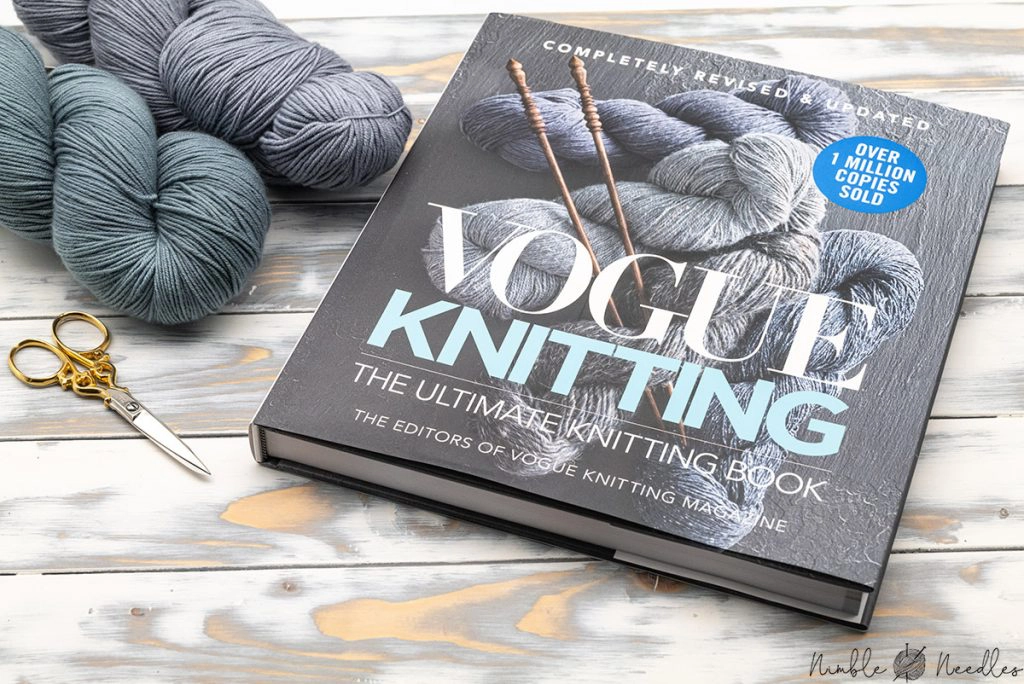 COMPLETELY REVISED & UPDATED
OVER
1 MILLION
COPIES
SOLD
VOGUE
KNITTING
THE ULTIMATE KNITTING BOOK
THE EDITORS OF VOGUE KNITTING MAGAZINE
Nimble Needles